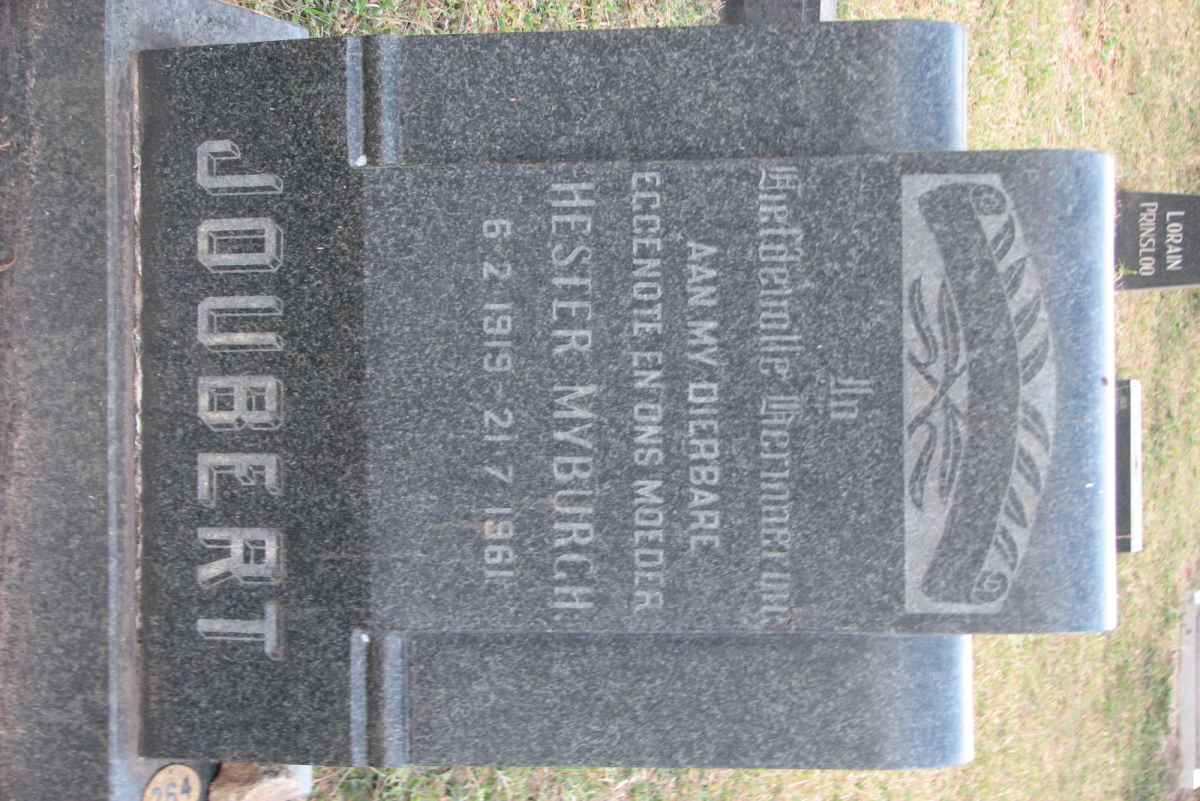 In
Liefdevolle Herinnering
AAN MY DIERBARE
EGGENOTE EN ONS MOEDER
HESTER MYBURGH
6·2·1919-21·7·1961
JOUBERT
LORAIN
PRINSLOO
264